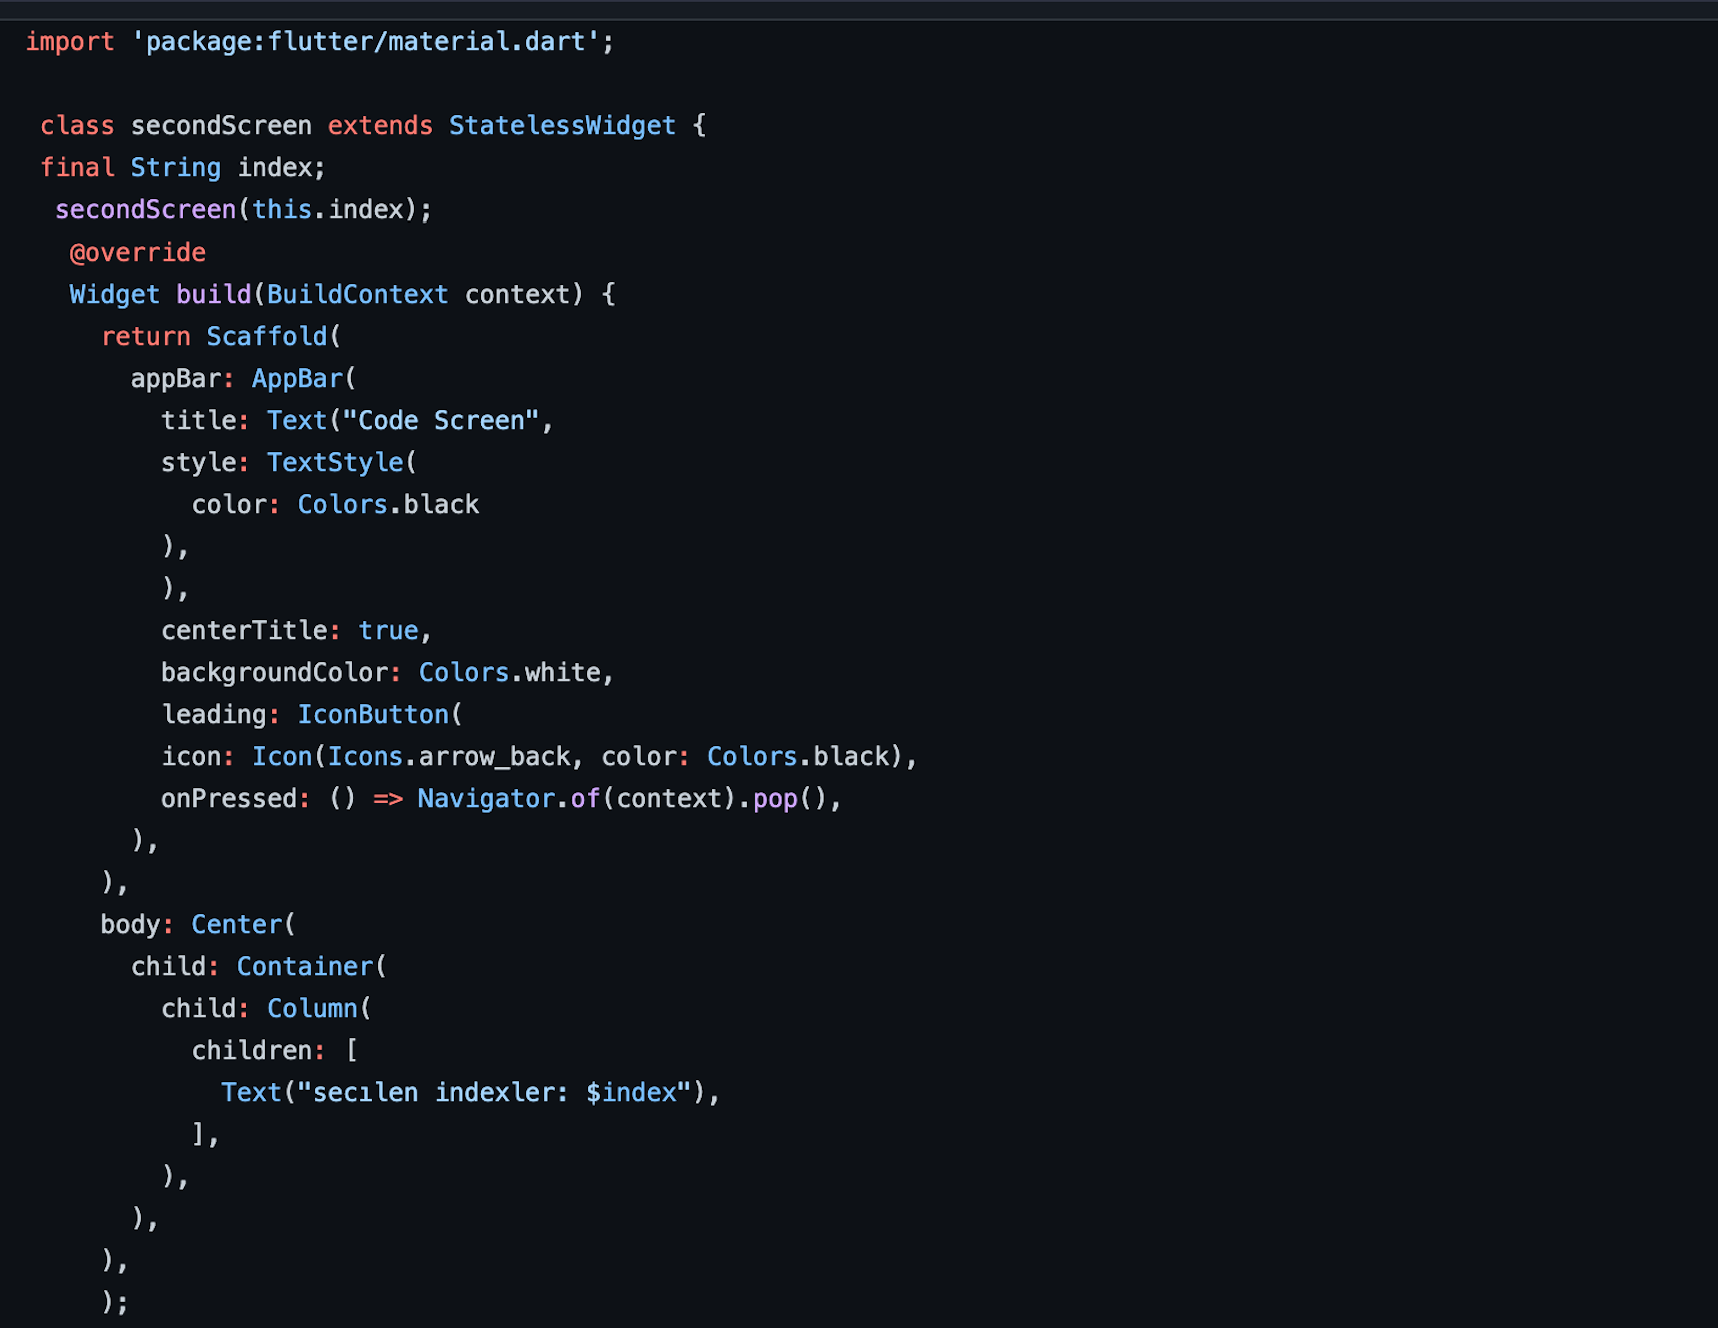 import 'package:flutter/material.dart';
class secondScreen extends StatelessWidget {
final String index;
secondScreen(this.index);
@override
Widget build(BuildContext context) {
return Scaffold(
appBar: AppBar(
title: Text("Code Screen",
style: TextStyle(
color: Colors.black
),
),
centerTitle: true,
backgroundColor: Colors.white,
leading: IconButton(
icon: Icon(Icons.arrow_back, color: Colors.black),
onPressed: () => Navigator.of(context).pop(),
),
),
body: Center(
child: Container(
child: Column(
children: [
Text("secılen indexler: $index"),
],
),
),
),
);